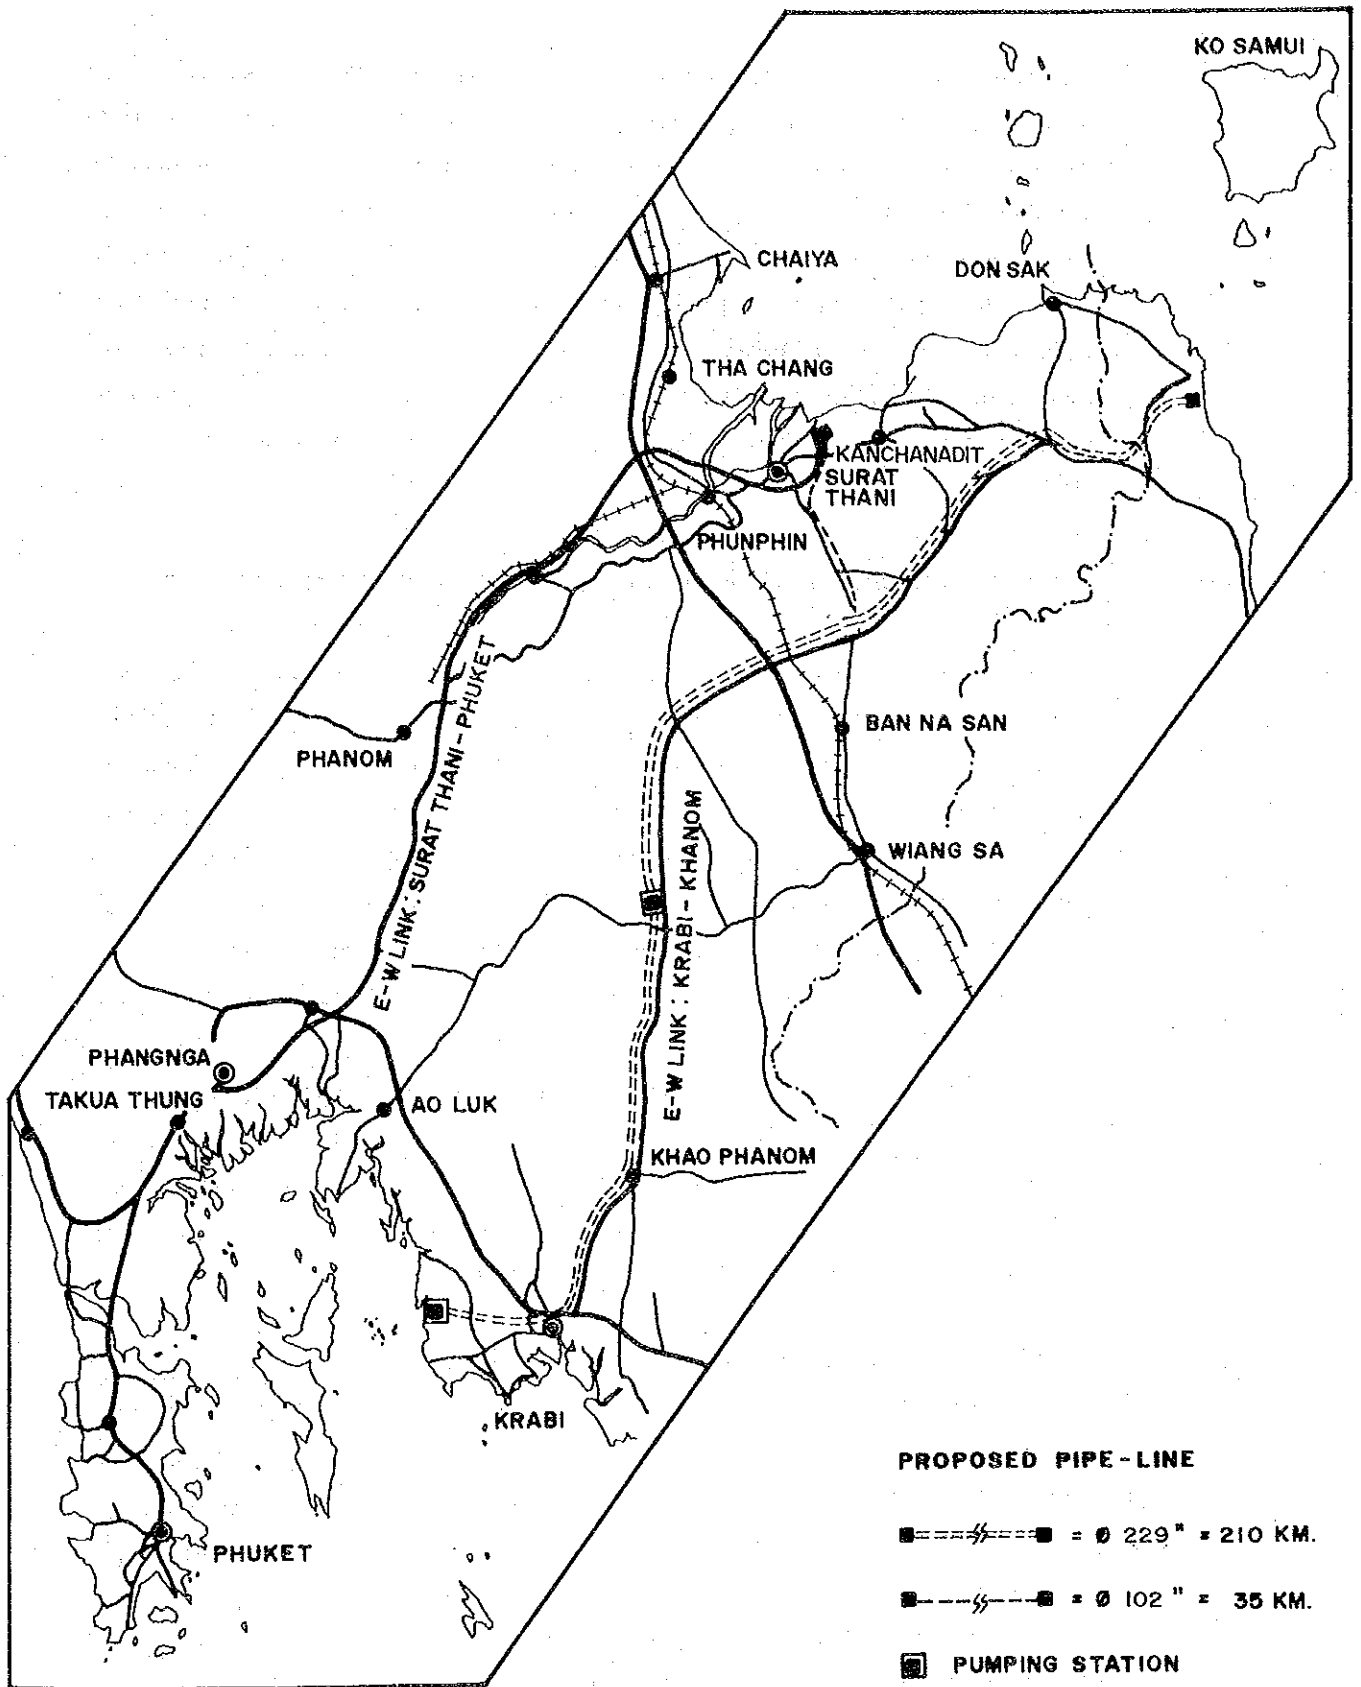 KO SAMUI
CHAIYA
DON SAK
THA CHANG
KANCHANADIT
SURAT
THANI
PHUNPHIN
E-W LINK : SURAT THANI - PHUKET
PHANOM
BAN NA SAN
WIANG SA
E-W LINK : KRABI - KHANOM
PHANGNGA
TAKUA THUNG
AO LUK
KHAO PHANOM
KRABI
PHUKET
PROPOSED PIPE-LINE
= Ø 229" = 210 KM.
= Ø 102" = 35 KM.
PUMPING STATION